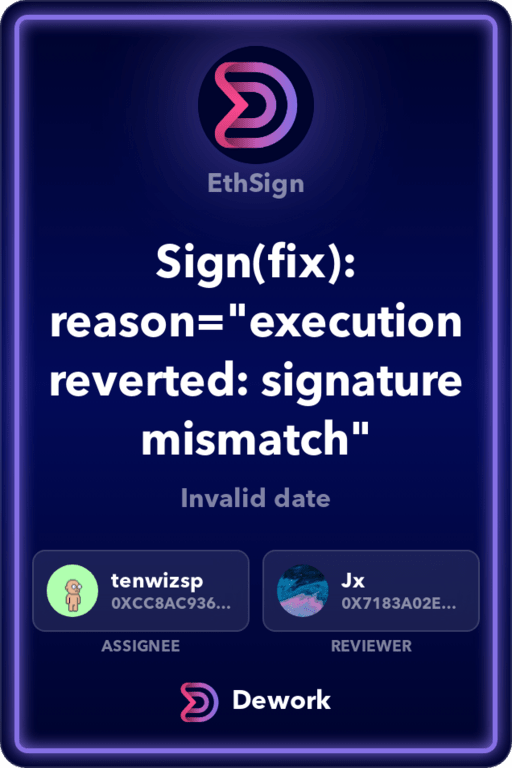 EthSign
Sign(fix):
reason="execution
reverted: signature
mismatch"
Invalid date
tenwizsp
0XCC8AC936...
Jx
0X7183A02E...
ASSIGNEE
REVIEWER
Dework